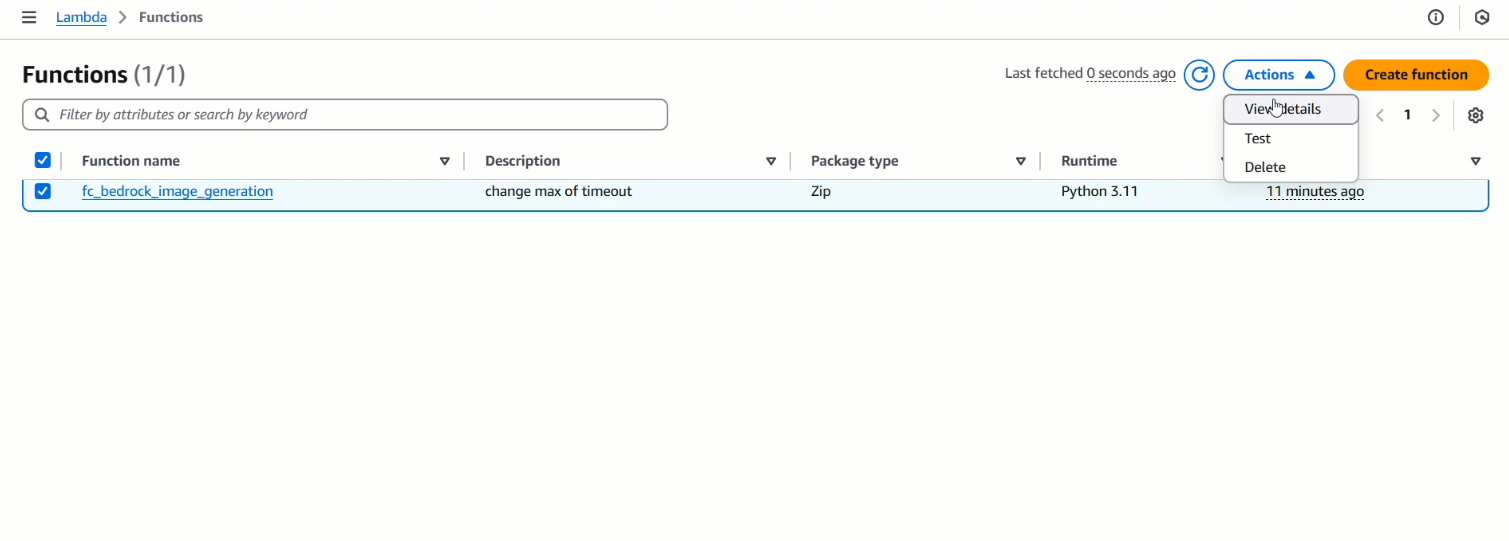 Lambda > Functions
Functions (1/1)
Last fetched 0 seconds ago
Actions
Create function
Filter by attributes or search by keyword
View details
1
Test
Delete
Function name Description Package type Runtime
fc_bedrock_image_generation change max of timeout Zip Python 3.11 11 minutes ago